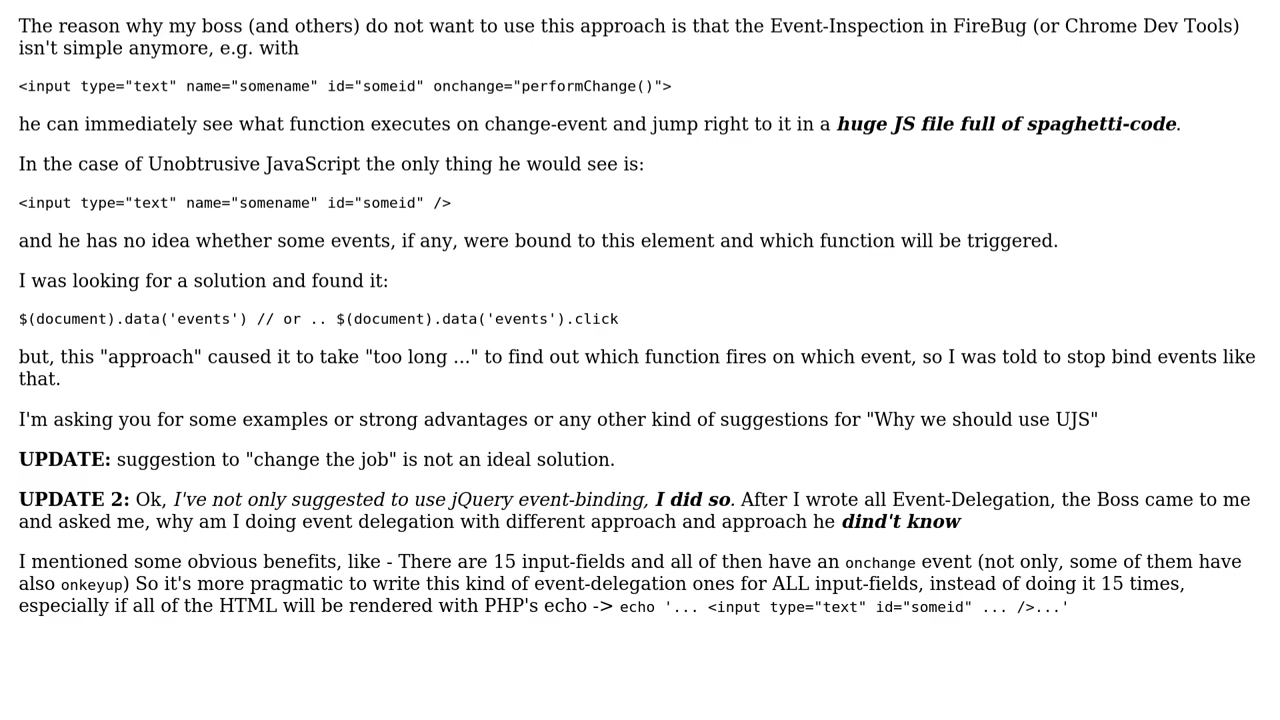 The reason why my boss (and others) do not want to use this approach is that the Event-Inspection in FireBug (or Chrome Dev Tools)
isn't simple anymore, e.g. with
<input type="text" name="somename" id="someid" onchange="performChange()">
he can immediately see what function executes on change-event and jump right to it in a huge JS file full of spaghetti-code.
In the case of Unobtrusive JavaScript the only thing he would see is:
<input type="text" name="somename" id="someid" />
and he has no idea whether some events, if any, were bound to this element and which function will be triggered.
I was looking for a solution and found it:
$(document).data('events') // or .. $(document).data('events').click
but, this "approach" caused it to take "too long ..." to find out which function fires on which event, so I was told to stop bind events like
that.
I'm asking you for some examples or strong advantages or any other kind of suggestions for "Why we should use UJS"
UPDATE: suggestion to "change the job" is not an ideal solution.
UPDATE 2: Ok, I've not only suggested to use jQuery event-binding, I did so. After I wrote all Event-Delegation, the Boss came to me
and asked me, why am I doing event delegation with different approach and approach he dind't know
I mentioned some obvious benefits, like - There are 15 input-fields and all of then have an onchange event (not only, some of them have
also onkeyup) So it's more pragmatic to write this kind of event-delegation ones for ALL input-fields, instead of doing it 15 times,
especially if all of the HTML will be rendered with PHP's echo -> echo '... <input type="text" id="someid" ... />...'